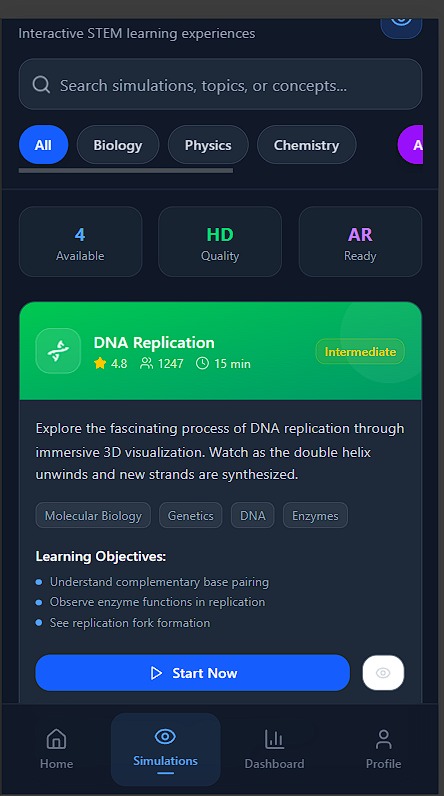 Interactive STEM learning experiences
Search simulations, topics, or concepts...
All
Biology
Physics
Chemistry
A
4
Available
HD
Quality
AR
Ready
DNA Replication
4.8
1247
15 min
Intermediate
Explore the fascinating process of DNA replication through
immersive 3D visualization. Watch as the double helix
unwinds and new strands are synthesized.
Molecular Biology
Genetics
DNA
Enzymes
Learning Objectives:
Understand complementary base pairing
Observe enzyme functions in replication
See replication fork formation
Start Now
Home
Simulations
Dashboard
Profile